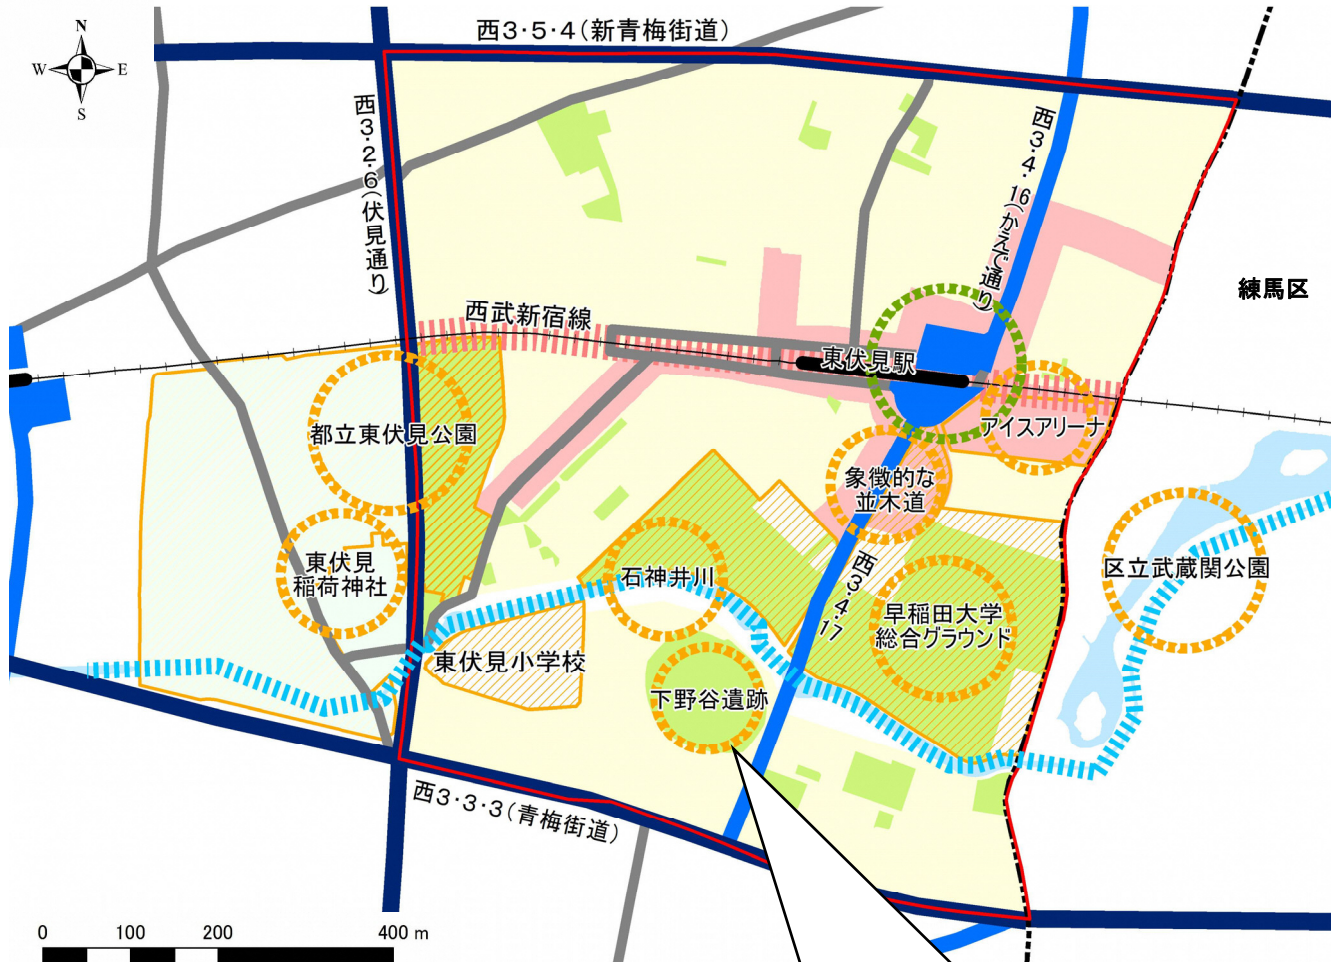 西3・5・4(新青梅街道)
N
W E
S
西3・2・6(伏見通り)
西3・4・16(かえで通り)
練馬区
西武新宿線
東伏見駅
アイスアリーナ
都立東伏見公園
象徴的な
並木道
東伏見
稲荷神社
石神井川
区立武蔵関公園
西3・4・17
早稲田大学
総合グラウンド
東伏見小学校
下野谷遺跡
西3・3・3(青梅街道)
0 100 200 400 m